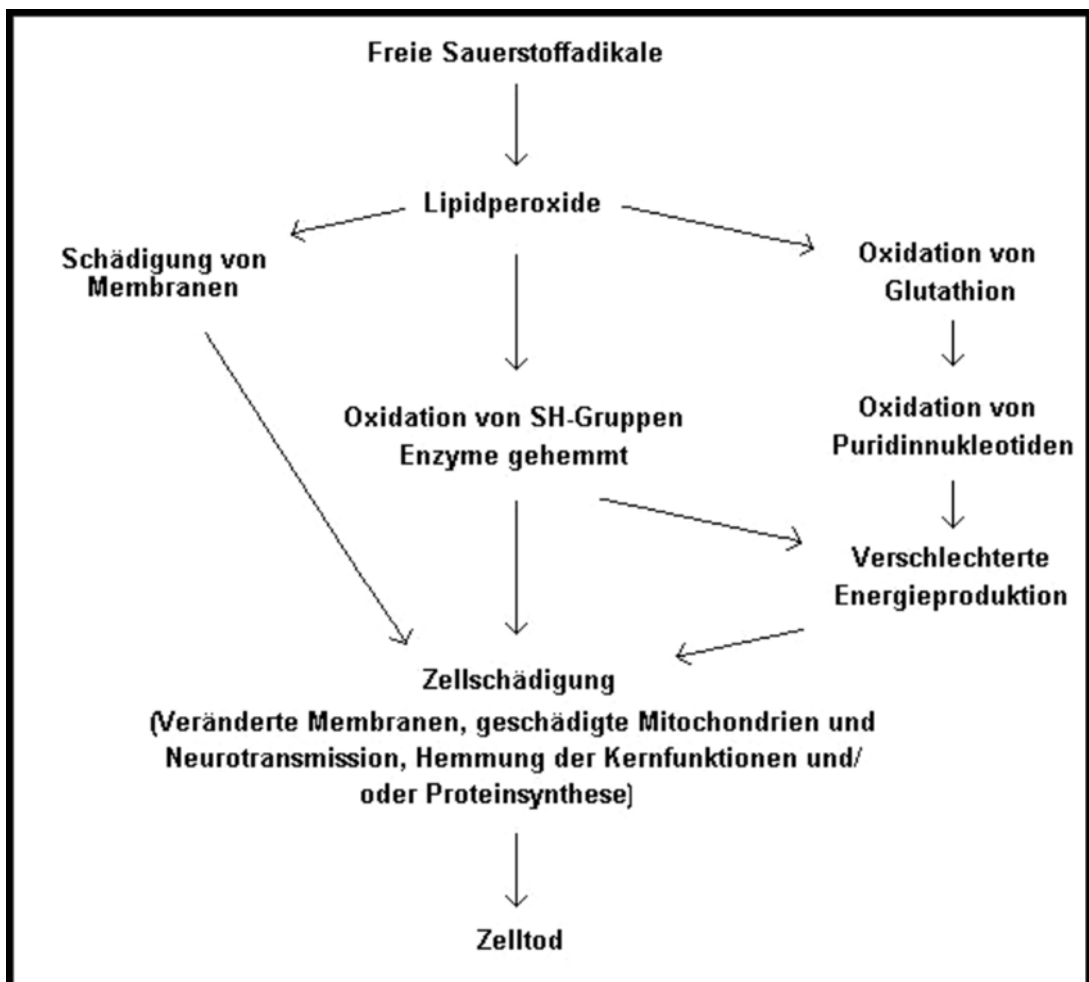 Freie Sauerstoffadikale
Lipidperoxide
Schädigung von
Membranen
Oxidation von
Glutathion
Oxidation von SH-Gruppen
Enzyme gehemmt
Oxidation von
Puridinnukleotiden
Verschlechterte
Energieproduktion
Zellschädigung
(Veränderte Membranen, geschädigte Mitochondrien und
Neurotransmission, Hemmung der Kernfunktionen und/
oder Proteinsynthese)
Zelltod